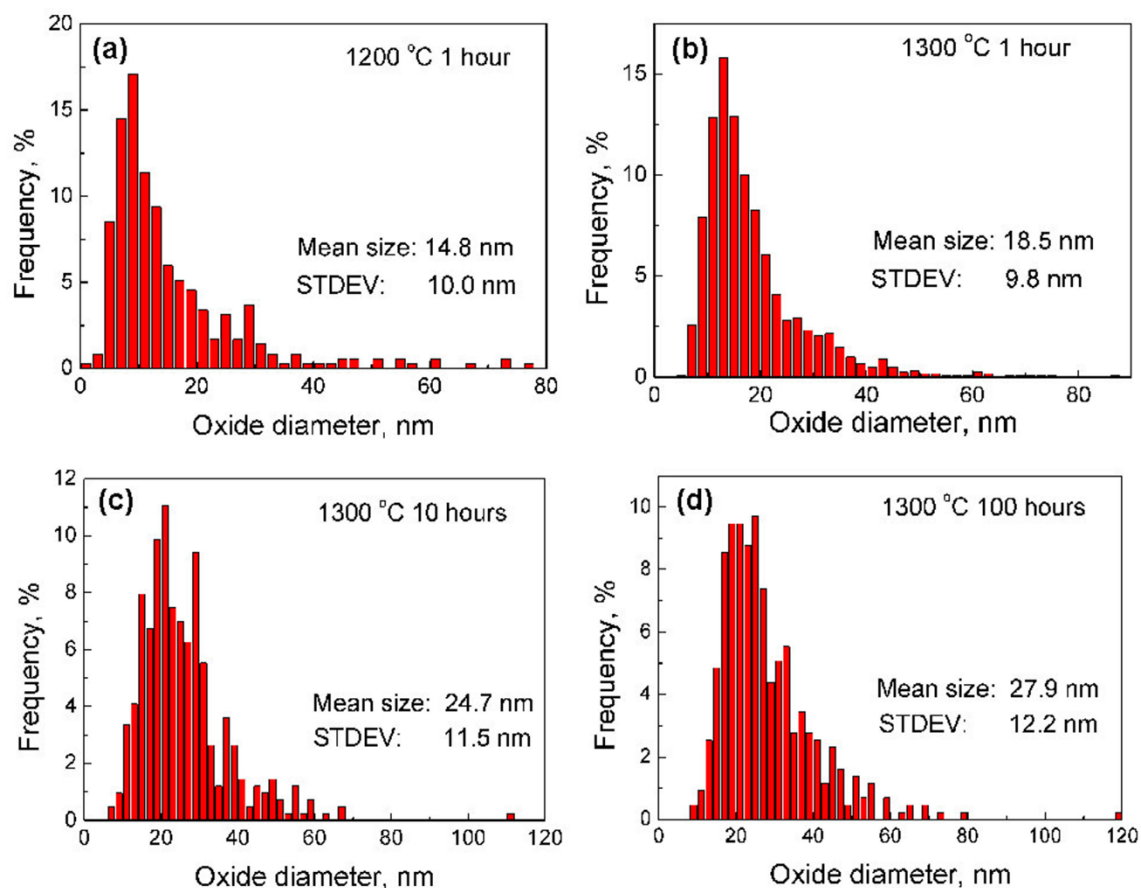 (a)
1200 °C 1 hour
Mean size: 14.8 nm
STDEV: 10.0 nm
Frequency, %
20
15
10
5
0
0 20 40 60 80
Oxide diameter, nm
(b)
1300 °C 1 hour
Mean size: 18.5 nm
STDEV: 9.8 nm
Frequency, %
15
10
5
0
0 20 40 60 80
Oxide diameter, nm
(c)
1300 °C 10 hours
Mean size: 24.7 nm
STDEV: 11.5 nm
Frequency, %
12
10
8
6
4
2
0
0 20 40 60 80 100 120
Oxide diameter, nm
(d)
1300 °C 100 hours
Mean size: 27.9 nm
STDEV: 12.2 nm
Frequency, %
10
8
6
4
2
0
0 20 40 60 80 100 120
Oxide diameter, nm